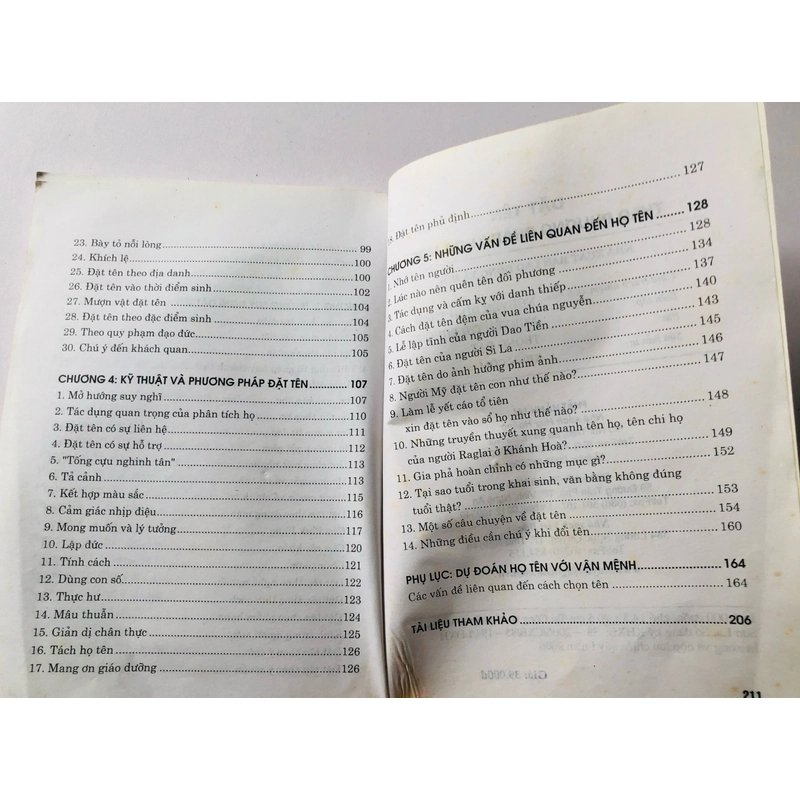 23. Bày tỏ nỗi lòng 99
24. Khích lệ 100
25. Đặt tên theo địa danh 100
26. Đặt tên vào thời điểm sinh 102
27. Mượn vật đặt tên 104
28. Đặt tên theo đặc điểm sinh 104
29. Theo quy phạm đạo đức 105
30. Chú ý đến khách quan 105
CHƯƠNG 4: KỸ THUẬT VÀ PHƯƠNG PHÁP ĐẶT TÊN 107
1. Mở hướng suy nghĩ 107
2. Tác dụng quan trọng của phân tích họ 110
3. Đặt tên có sự liên hệ 111
4. Đặt tên có sự hỗ trợ 112
5. "Tống cựu nghinh tân" 113
6. Tả cảnh 113
7. Kết hợp màu sắc 115
8. Cảm giác nhịp điệu 116
9. Mong muốn và lý tưởng 117
10. Lập đức 120
11. Tính cách 121
12. Dùng con số 122
13. Thực hư 123
14. Mâu thuẫn 124
15. Giản dị chân thực 125
16. Tách họ tên 126
17. Mang ơn giáo dưỡng 126
8. Đặt tên phủ định 127
CHƯƠNG 5: NHỮNG VẤN ĐỀ LIÊN QUAN ĐẾN HỌ TÊN 128
1. Nhớ tên người 128
2. Lúc nào nên quên tên đối phương 134
3. Tác dụng và cấm kỵ với danh thiếp 137
4. Cách đặt tên đệm của vua chúa nguyễn 140
5. Lễ lập tĩnh của người Dao Tiền 143
6. Đặt tên của người Si La 145
7. Đặt tên do ảnh hưởng phim ảnh 146
8. Người Mỹ đặt tên con như thế nào? 147
9. Làm lễ yết cáo tổ tiên
xin đặt tên vào sổ họ như thế nào? 148
10. Những truyền thuyết xung quanh tên họ, tên chi họ
của người Raglai ở Khánh Hoà? 149
11. Gia phả hoàn chỉnh có những mục gì? 152
12. Tại sao tuổi trong khai sinh, văn bằng không đúng
tuổi thật? 153
13. Một số câu chuyện về đặt tên 154
14. Những điều cần chú ý khi đổi tên 160
PHỤ LỤC: DỰ ĐOÁN HỌ TÊN VỚI VẬN MỆNH 164
Các vấn đề liên quan đến cách chọn tên 164
TÀI LIỆU THAM KHẢO 206
Giá: 39.000đ
211